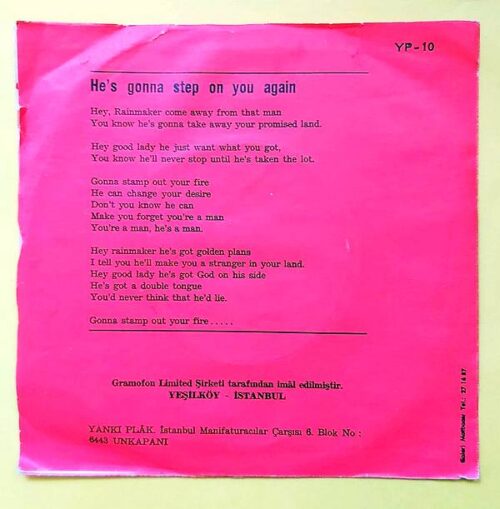 YP-10
He's gonna step on you again
Hey, Rainmaker come away from that man
You know he's gonna take away your promised land.
Hey good lady he just want what you got,
You know he'll never stop until he's taken the lot.
Gonna stamp out your fire
He can change your desire
Don't you know he can
Make you forget you're a man
You're a man, he's a man.
Hey rainmaker he's got golden plans
I tell you he'll make you a stranger in your land.
Hey good lady he's got God on his side
He's got a double tongue
You'd never think that he'd lie.
Gonna stamp out your fire.....
Gramofon Limited Şirketi tarafından imâl edilmiştir.
YEŞİLKÖY - İSTANBUL
YANKI PLÂK. İstanbul Manifaturacılar Çarşısı 6. Blok No :
6443 UNKAPANI
Matbaası Tel.: 27 16 87